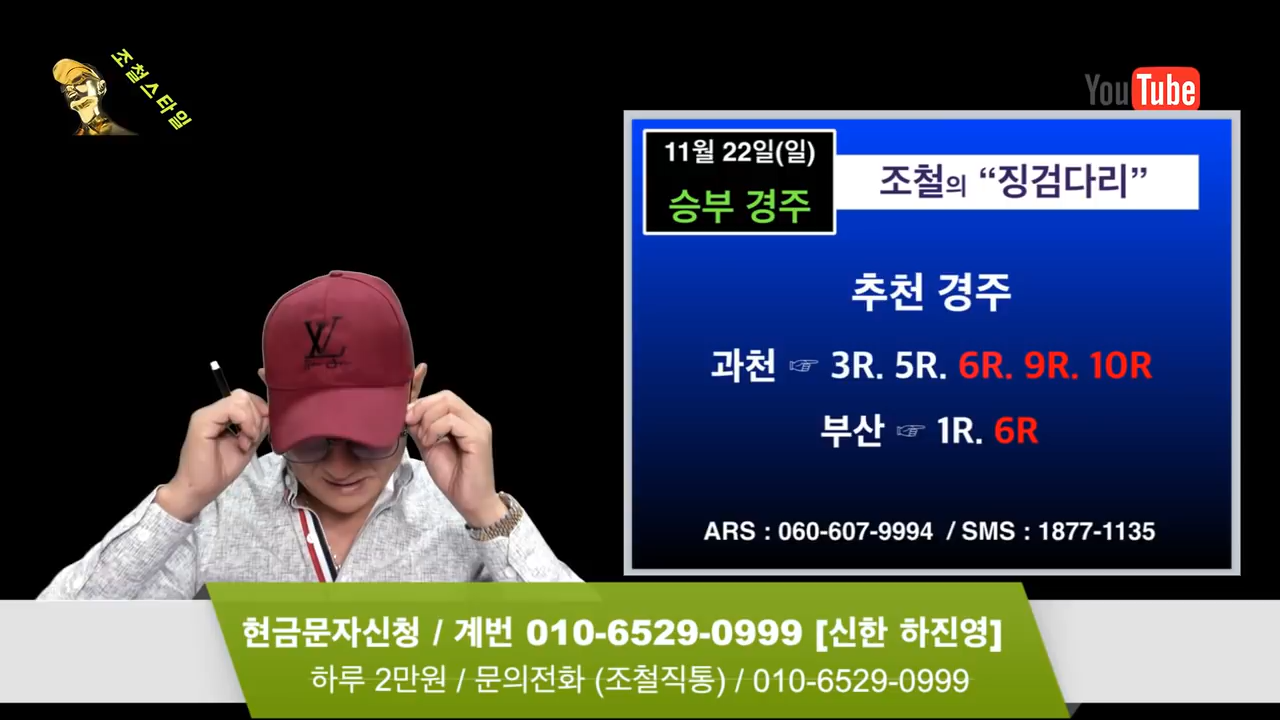 조철스타일
YouTube
11월 22일(일)
승부 경주
조철의 “징검다리”
추천 경주
과천 ☞ 3R. 5R. 6R. 9R. 10R
부산 ☞ 1R. 6R
ARS : 060-607-9994 / SMS : 1877-1135
현금문자신청 / 계번 010-6529-0999 [신한 하진영]
하루 2만원 / 문의전화 (조철직통) / 010-6529-0999